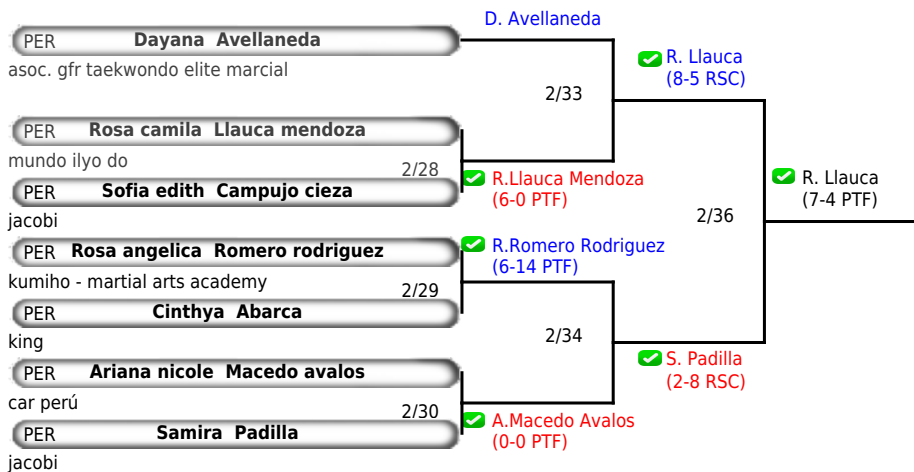 D. Avellaneda
PER Dayana Avellaneda
asoc. gfr taekwondo elite marcial
R. Llauca
(8-5 RSC)
2/33
PER Rosa camila Llauca mendoza
mundo ilyo do
2/28
R.Llauca Mendoza
(6-0 PTF)
R. Llauca
(7-4 PTF)
PER Sofia edith Campujo cieza
jacobi
2/36
PER Rosa angelica Romero rodriguez
R.Romero Rodriguez
(6-14 PTF)
kumiho - martial arts academy
2/29
PER Cinthya Abarca
king
2/34
PER Ariana nicole Macedo avalos
S. Padilla
(2-8 RSC)
car perú
2/30
A.Macedo Avalos
(0-0 PTF)
PER Samira Padilla
jacobi